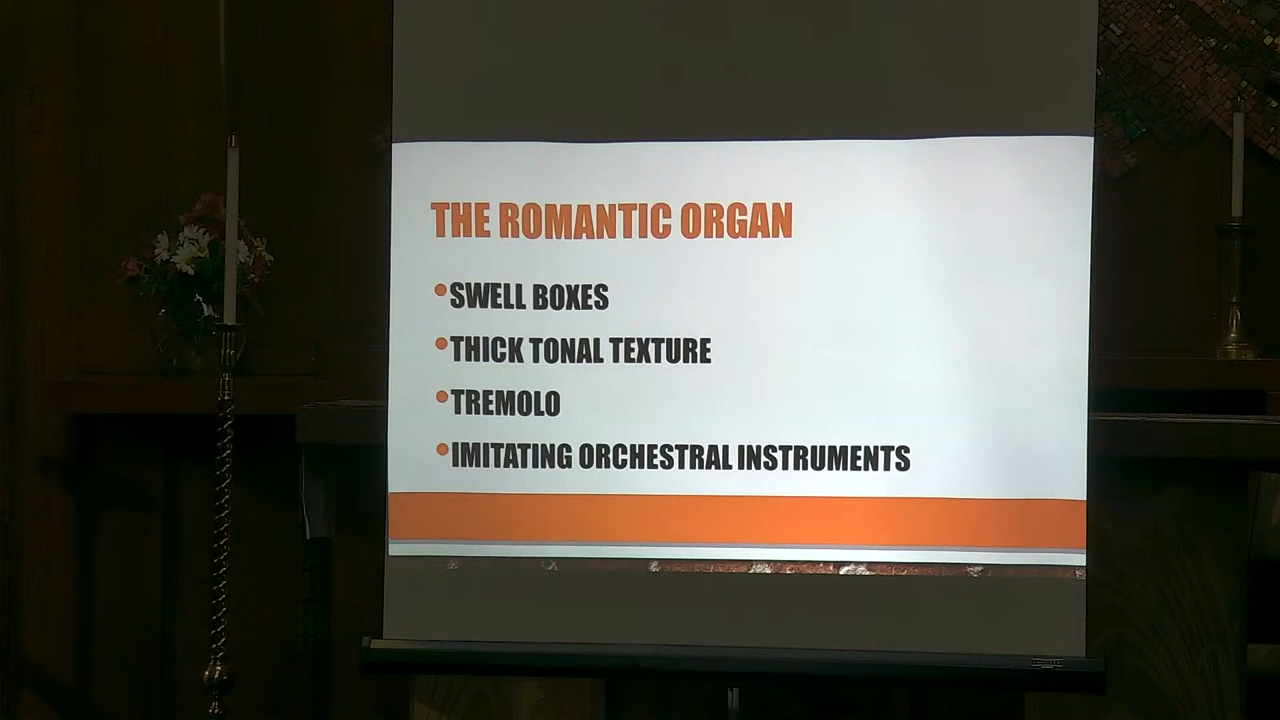 THE ROMANTIC ORGAN
•SWELL BOXES
•THICK TONAL TEXTURE
•TREMOLO
•IMITATING ORCHESTRAL INSTRUMENTS